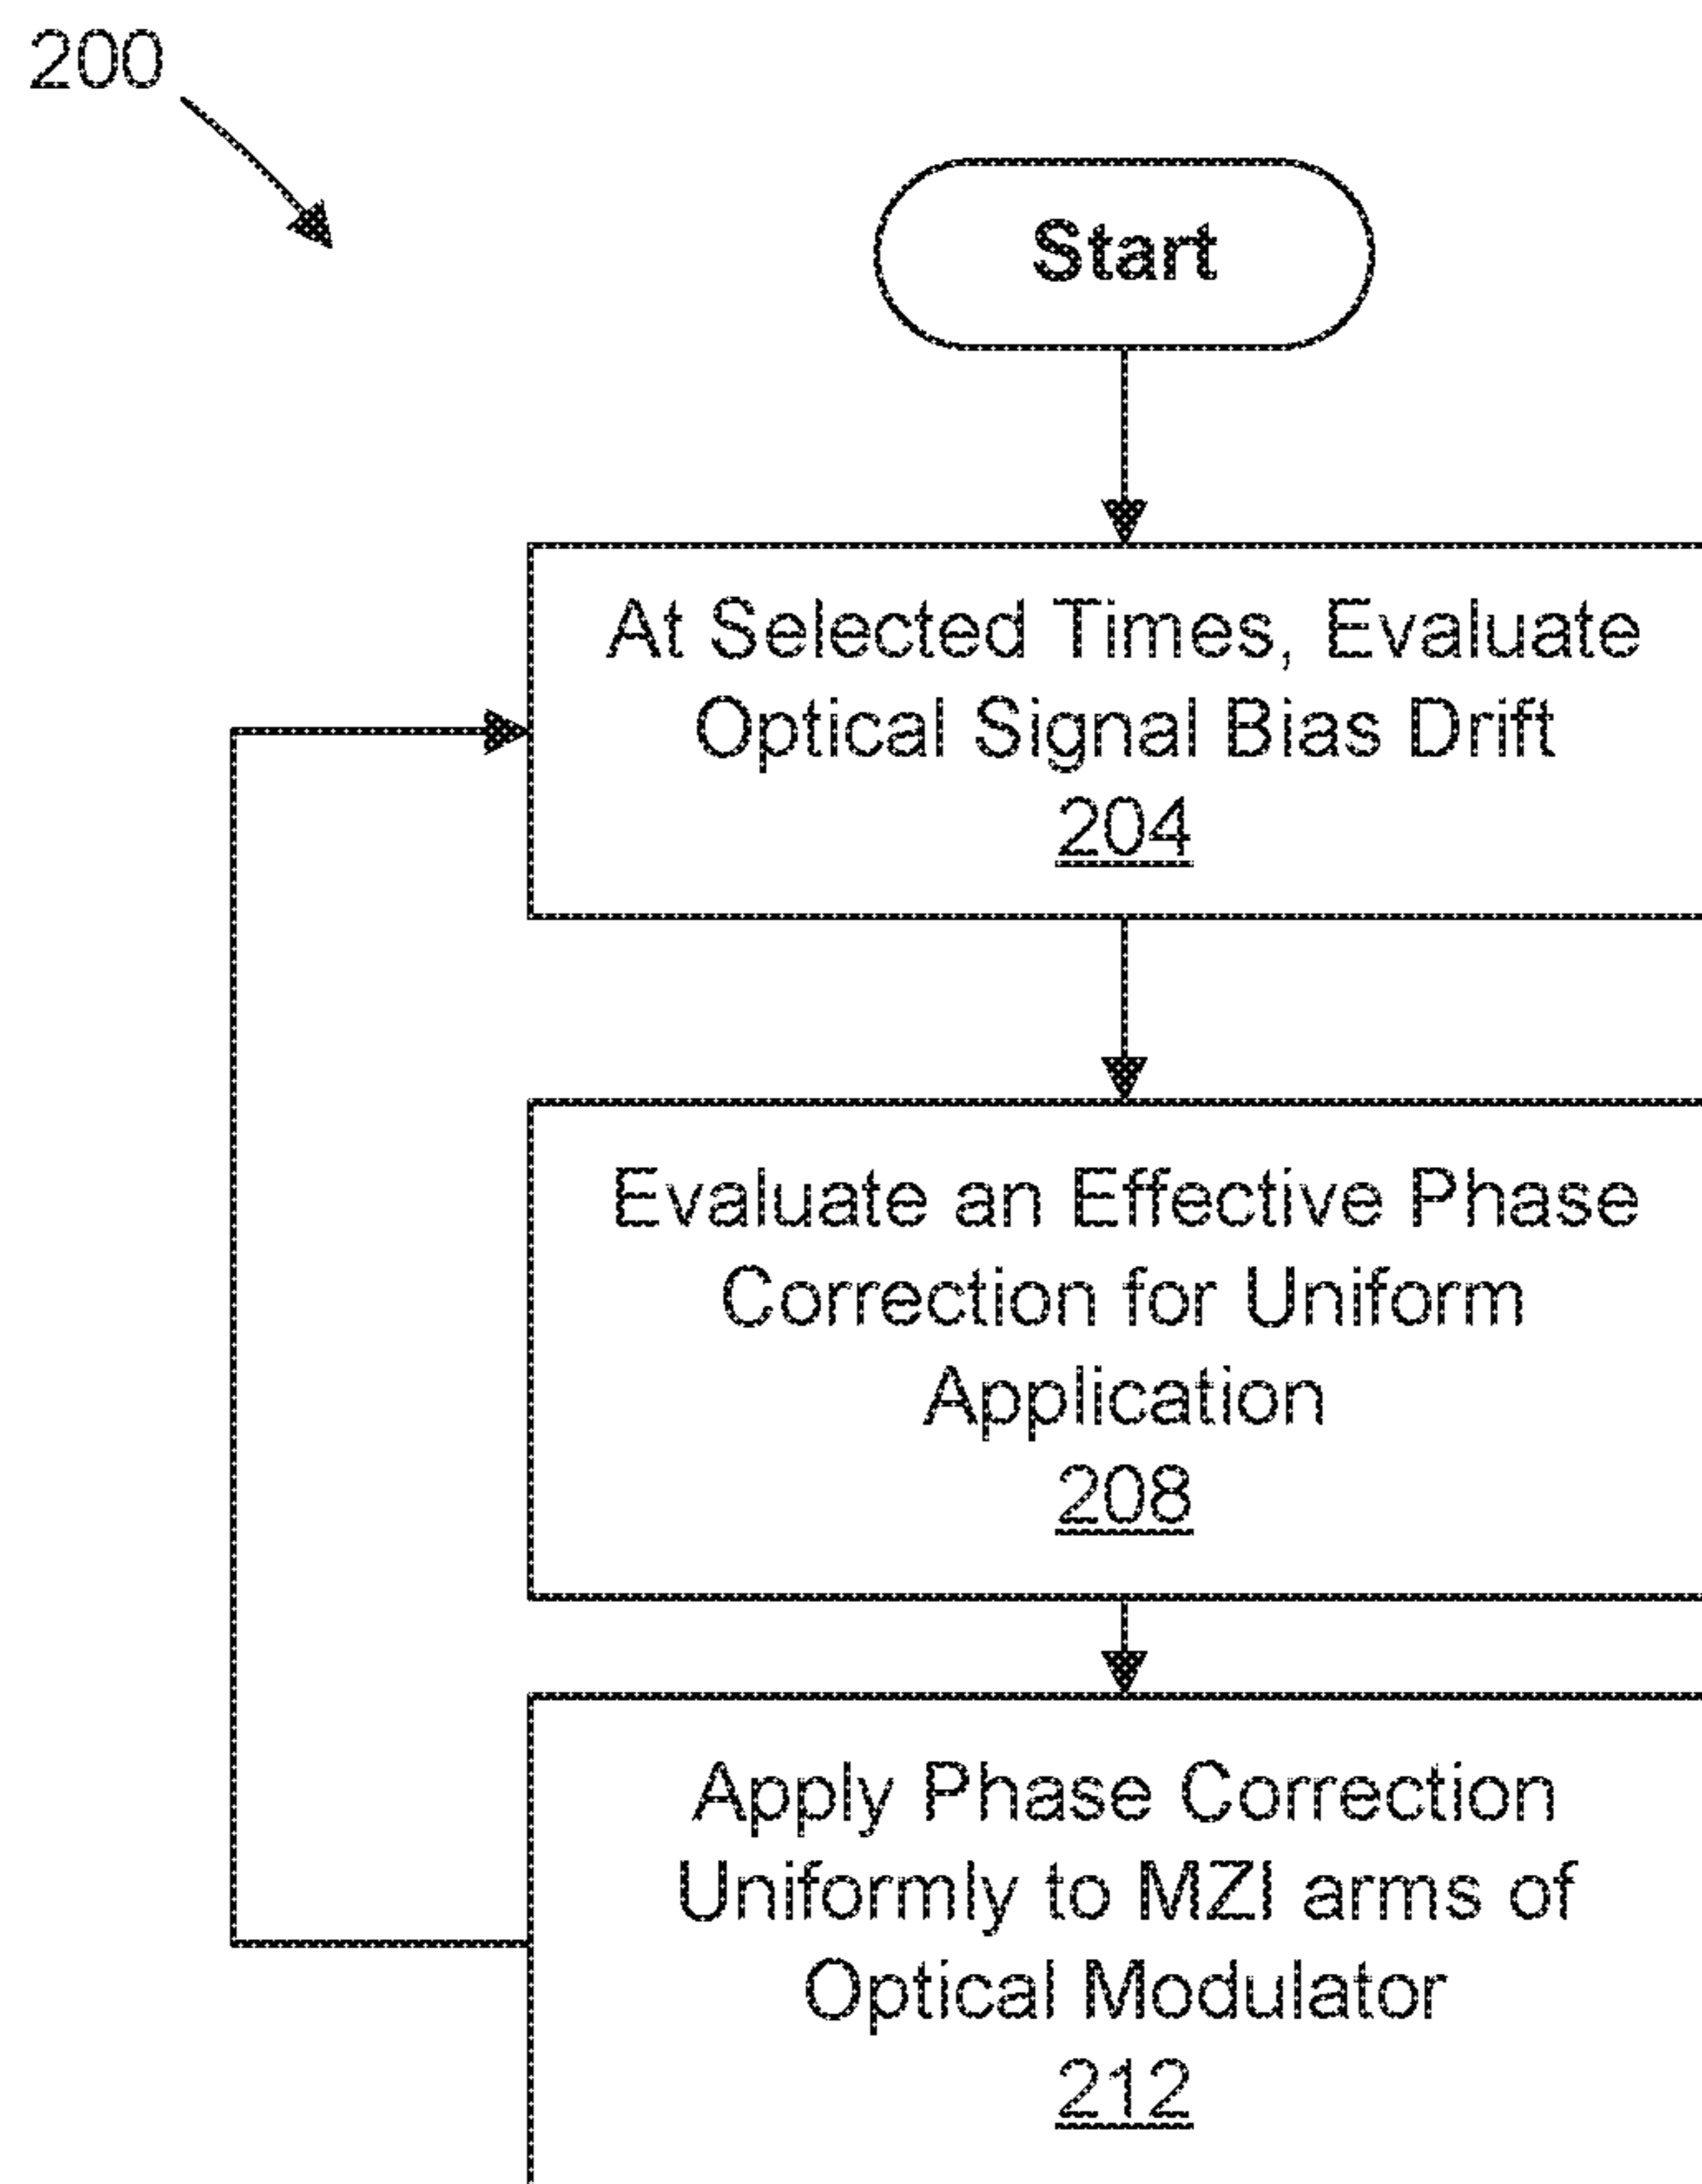 200
Start
At Selected Times, Evaluate
Optical Signal Bias Drift
204
Evaluate an Effective Phase
Correction for Uniform
Application
208
Apply Phase Correction
Uniformly to MZI arms of
Optical Modulator
212